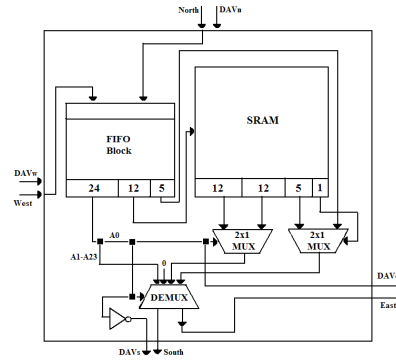 North DAVn
FIFO
Block
SRAM
24 12 5
12 12 5 1
DAVw
West
A0
2x1
MUX
2x1
MUX
A1-A23
0
DEMUX
DAV
East
DAVs South